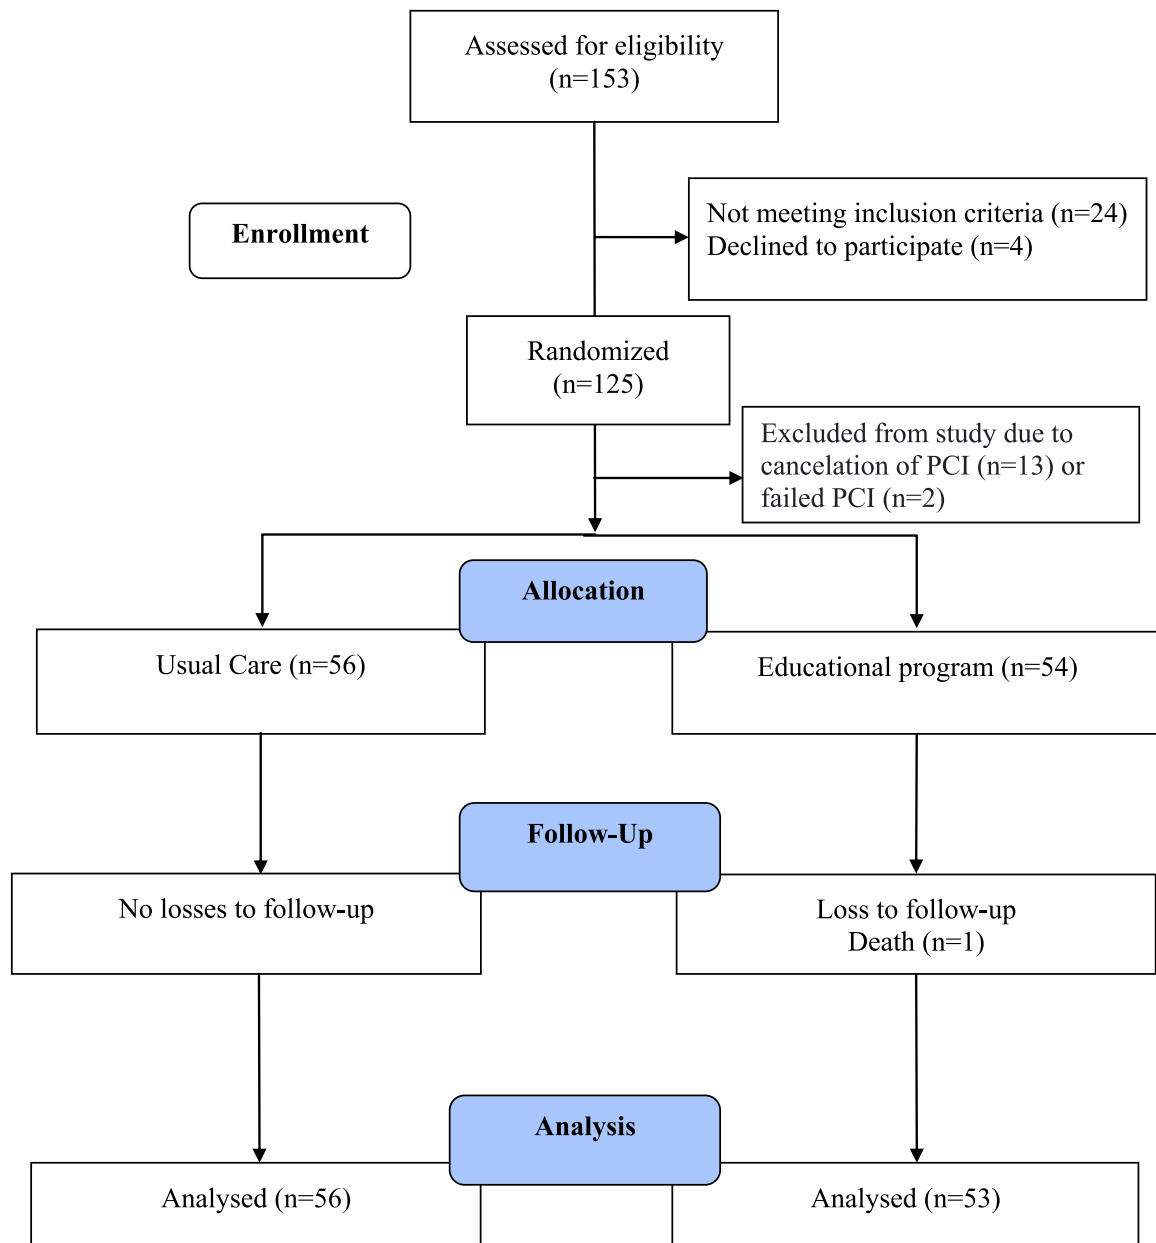 Assessed for eligibility
(n=153)
Enrollment
Not meeting inclusion criteria (n=24)
Declined to participate (n=4)
Randomized
(n=125)
Excluded from study due to
cancelation of PCI (n=13) or
failed PCI (n=2)
Allocation
Usual Care (n=56)
Educational program (n=54)
Follow-Up
No losses to follow-up
Loss to follow-up
Death (n=1)
Analysis
Analysed (n=56)
Analysed (n=53)